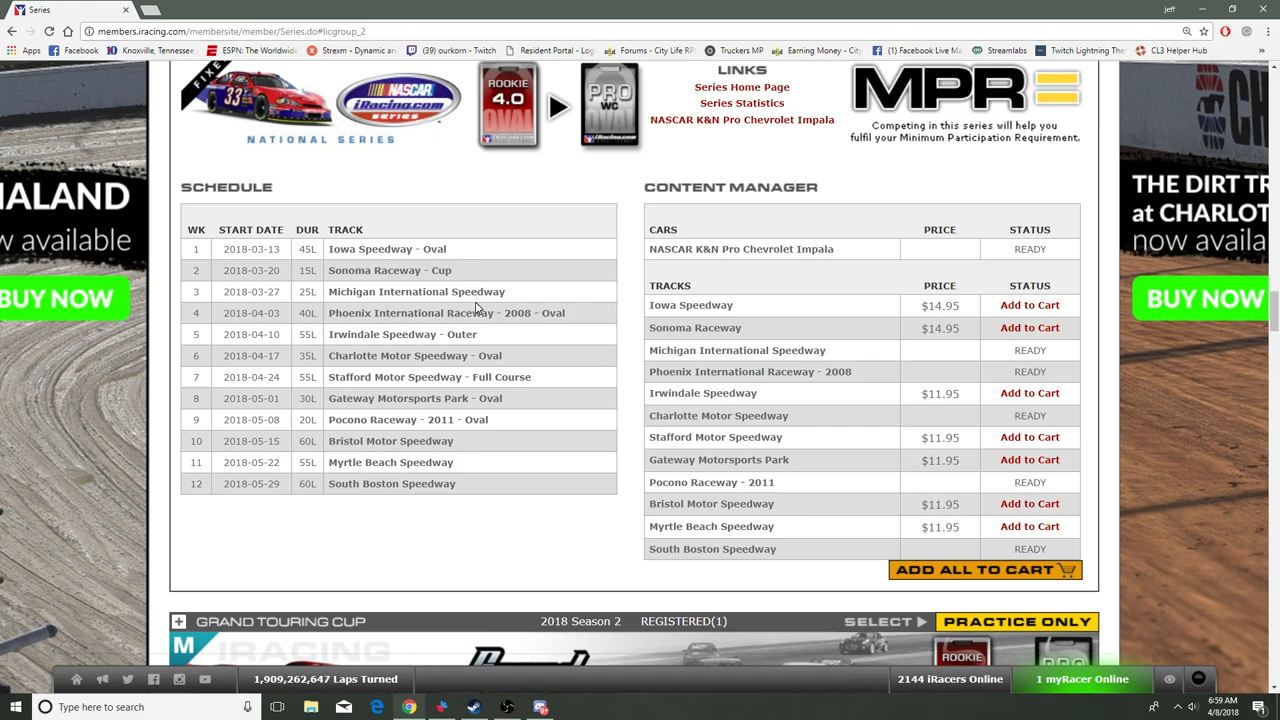 Series
jeff
members.iracing.com/membersite/member/Series.do#licgroup_2
Apps Facebook Knoxville, Tennessee ESPN: The Worldwide Strexm - Dynamic an (39) ourkorn - Twitch Resident Portal - Log Forums - City Life RP Truckers MP Earning Money - City (1) Facebook Live Ma Streamlabs Twitch Lightning The CL3 Helper Hub
FIXE
33
NASCAR
iRacing.com
SERIES
NATIONAL SERIES
ROOKIE
4.0
OVAL
PRO
WC
OVAL
LINKS
Series Home Page
Series Statistics
NASCAR K&N Pro Chevrolet Impala
MPR
Competing in this series will help you
fulfil your Minimum Participation Requirement.
SCHEDULE
WK START DATE DUR TRACK
1 2018-03-13 45L Iowa Speedway - Oval
2 2018-03-20 15L Sonoma Raceway - Cup
3 2018-03-27 25L Michigan International Speedway
4 2018-04-03 40L Phoenix International Raceway - 2008 - Oval
5 2018-04-10 55L Irwindale Speedway - Outer
6 2018-04-17 35L Charlotte Motor Speedway - Oval
7 2018-04-24 55L Stafford Motor Speedway - Full Course
8 2018-05-01 30L Gateway Motorsports Park - Oval
9 2018-05-08 20L Pocono Raceway - 2011 - Oval
10 2018-05-15 60L Bristol Motor Speedway
11 2018-05-22 55L Myrtle Beach Speedway
12 2018-05-29 60L South Boston Speedway
CONTENT MANAGER
CARS PRICE STATUS
NASCAR K&N Pro Chevrolet Impala READY
TRACKS PRICE STATUS
Iowa Speedway $14.95 Add to Cart
Sonoma Raceway $14.95 Add to Cart
Michigan International Speedway READY
Phoenix International Raceway - 2008 READY
Irwindale Speedway $11.95 Add to Cart
Charlotte Motor Speedway READY
Stafford Motor Speedway $11.95 Add to Cart
Gateway Motorsports Park $11.95 Add to Cart
Pocono Raceway - 2011 READY
Bristol Motor Speedway $11.95 Add to Cart
Myrtle Beach Speedway $11.95 Add to Cart
South Boston Speedway READY
ADD ALL TO CART
MALAND
w available
BUY NOW
THE DIRT TR
at CHARLOT
now availa
BUY NOW
GRAND TOURING CUP 2018 Season 2 REGISTERED(1) SELECT PRACTICE ONLY
M
IRACING
ROOKIE
PRO
1,909,262,647 Laps Turned
2144 iRacers Online
1 myRacer Online
Type here to search
6:59 AM
4/8/2018